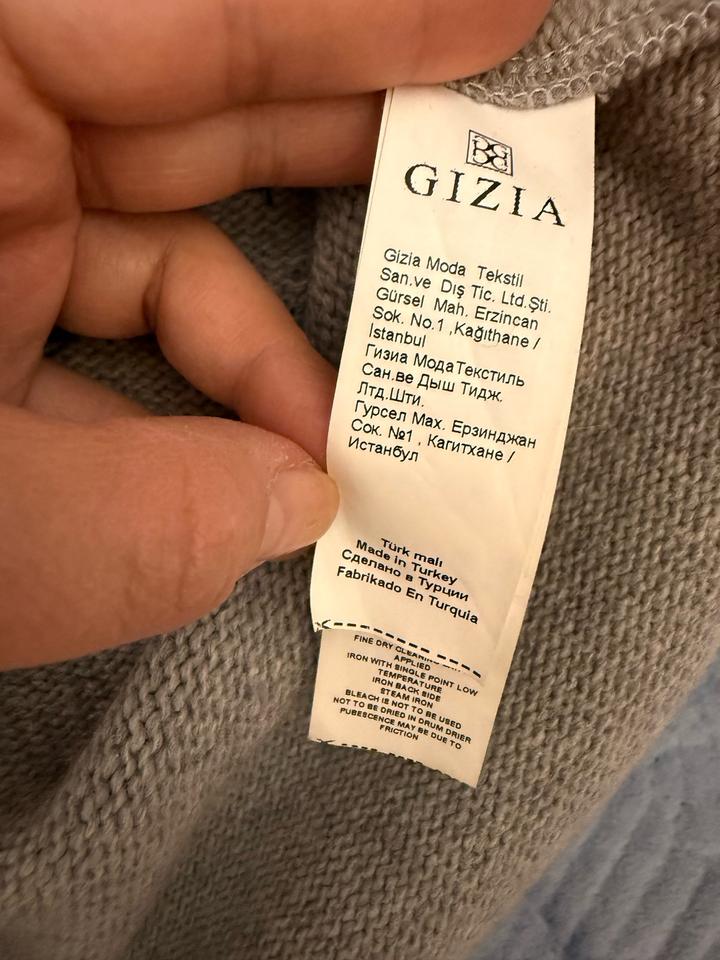 GIZIA
Gizia Moda Tekstil
San.ve Dış Tic. Ltd.Şti.
Gürsel Mah. Erzincan
Sok. No.1 ,Kağıthane /
İstanbul
Гизиа МодаТекстиль
Сан.ве Дыш Тидж.
Лтд.Шти.
Гурсел Мах. Ерзинджан
Сок. №1 , Кагитхане /
Истанбул
Türk malı
Made in Turkey
Сделано в Турции
Fabrikado En Turquia
FINE DRY CLEANING
APPLIED
IRON WITH SINGLE POINT LOW
TEMPERATURE
IRON BACK SIDE
STEAM IRON
BLEACH IS NOT TO BE USED
NOT TO BE DRIED IN DRUM DRIER
PUBESCENCE MAY BE DUE TO
FRICTION